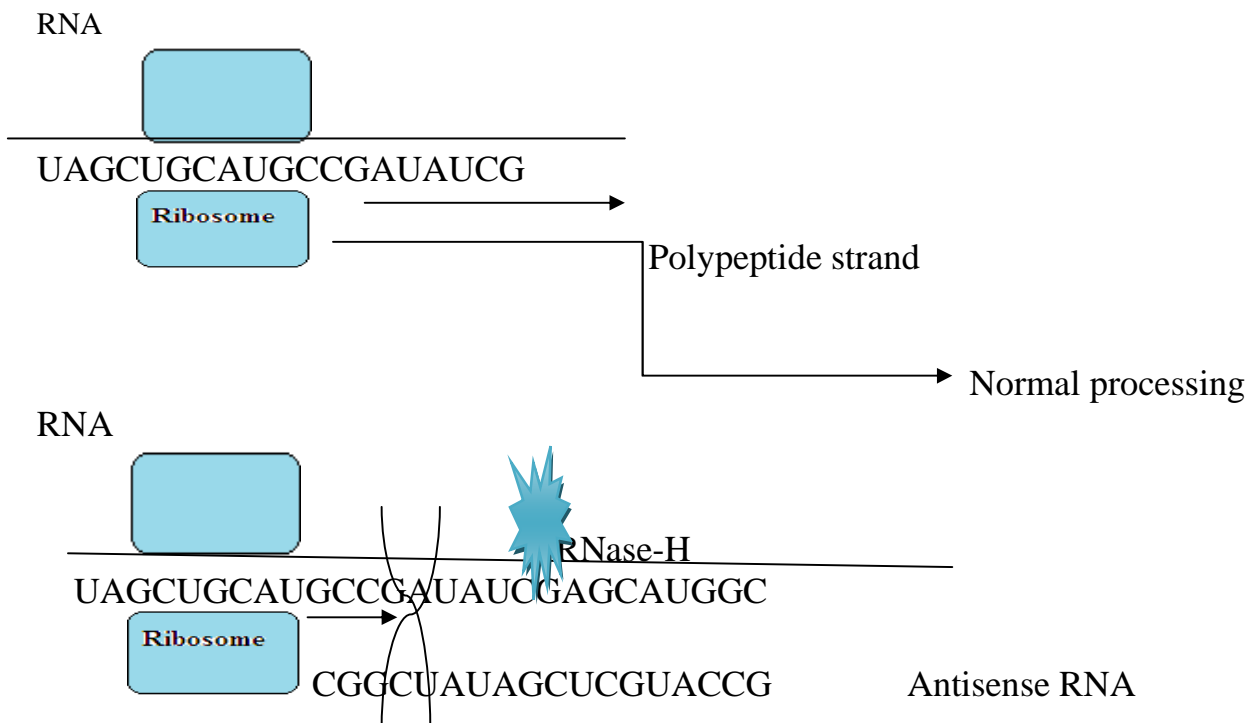 RNA
UAGCUGCAUGCCGAUAUCG
Ribosome
Polypeptide strand
Normal processing
RNA
RNase-H
UAGCUGCAUGCCGAUAUCGAGCAUGGC
Ribosome
CGGCUAUAGCUCGUACCG Antisense RNA